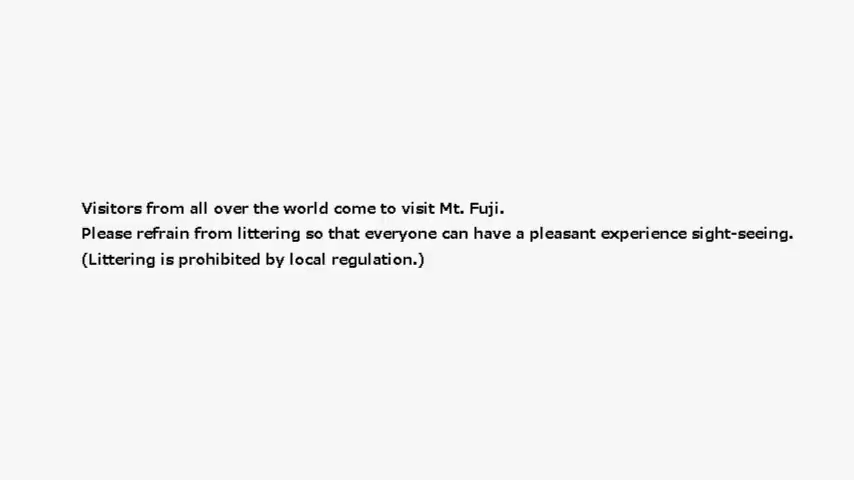 Visitors from all over the world come to visit Mt. Fuji.
Please refrain from littering so that everyone can have a pleasant experience sight-seeing.
(Littering is prohibited by local regulation.)